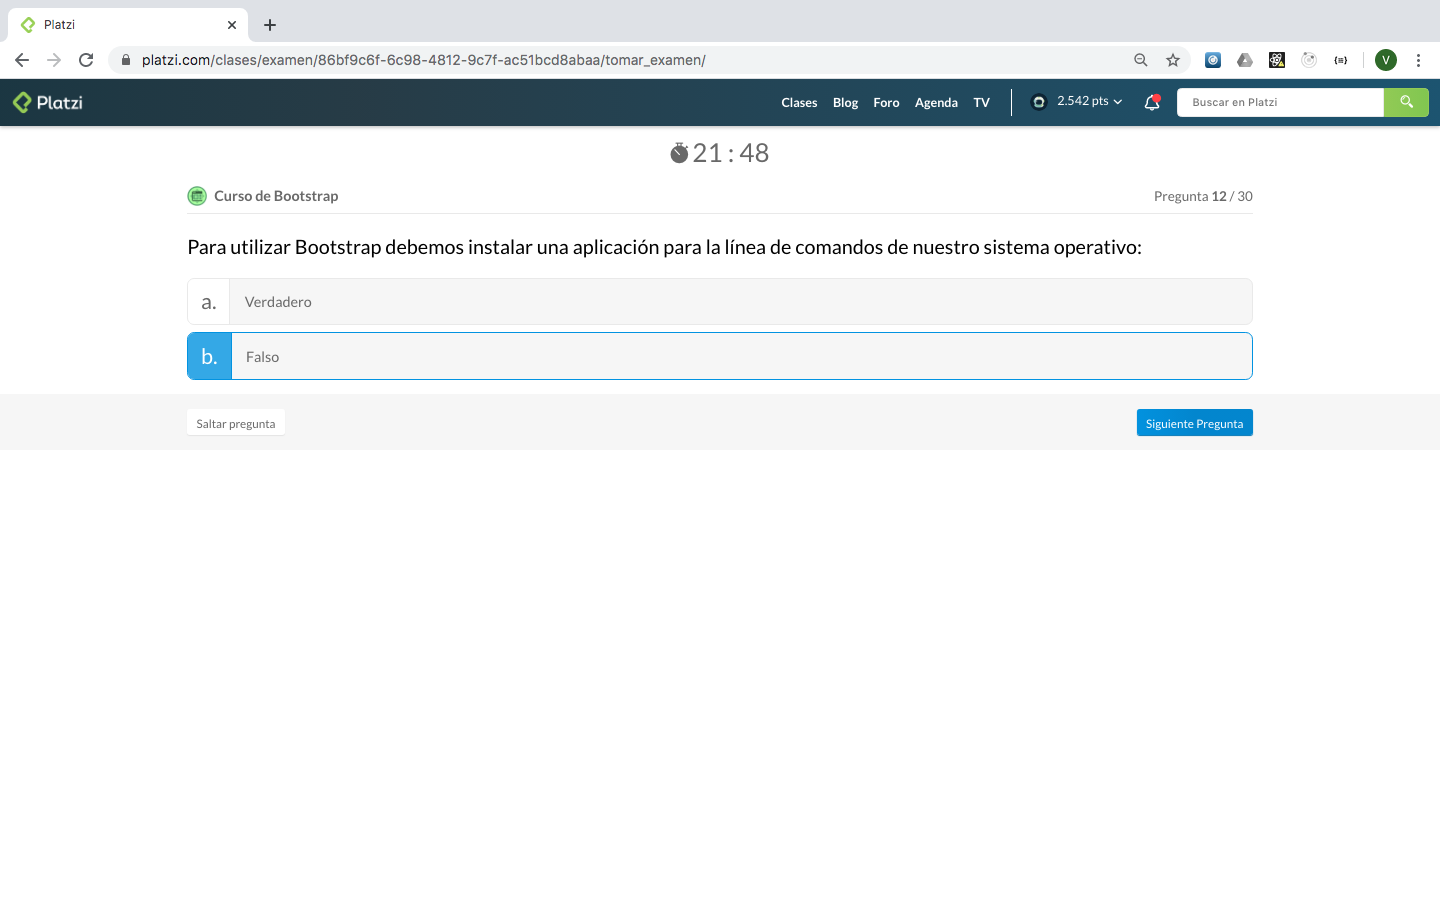 Platzi
platzi.com/clases/examen/86bf9c6f-6c98-4812-9c7f-ac51bcd8abaa/tomar_examen/
V
Platzi
Clases Blog Foro Agenda TV 2.542 pts Buscar en Platzi
21 : 48
Curso de Bootstrap Pregunta 12 / 30
Para utilizar Bootstrap debemos instalar una aplicación para la línea de comandos de nuestro sistema operativo:
a. Verdadero
b. Falso
Saltar pregunta Siguiente Pregunta